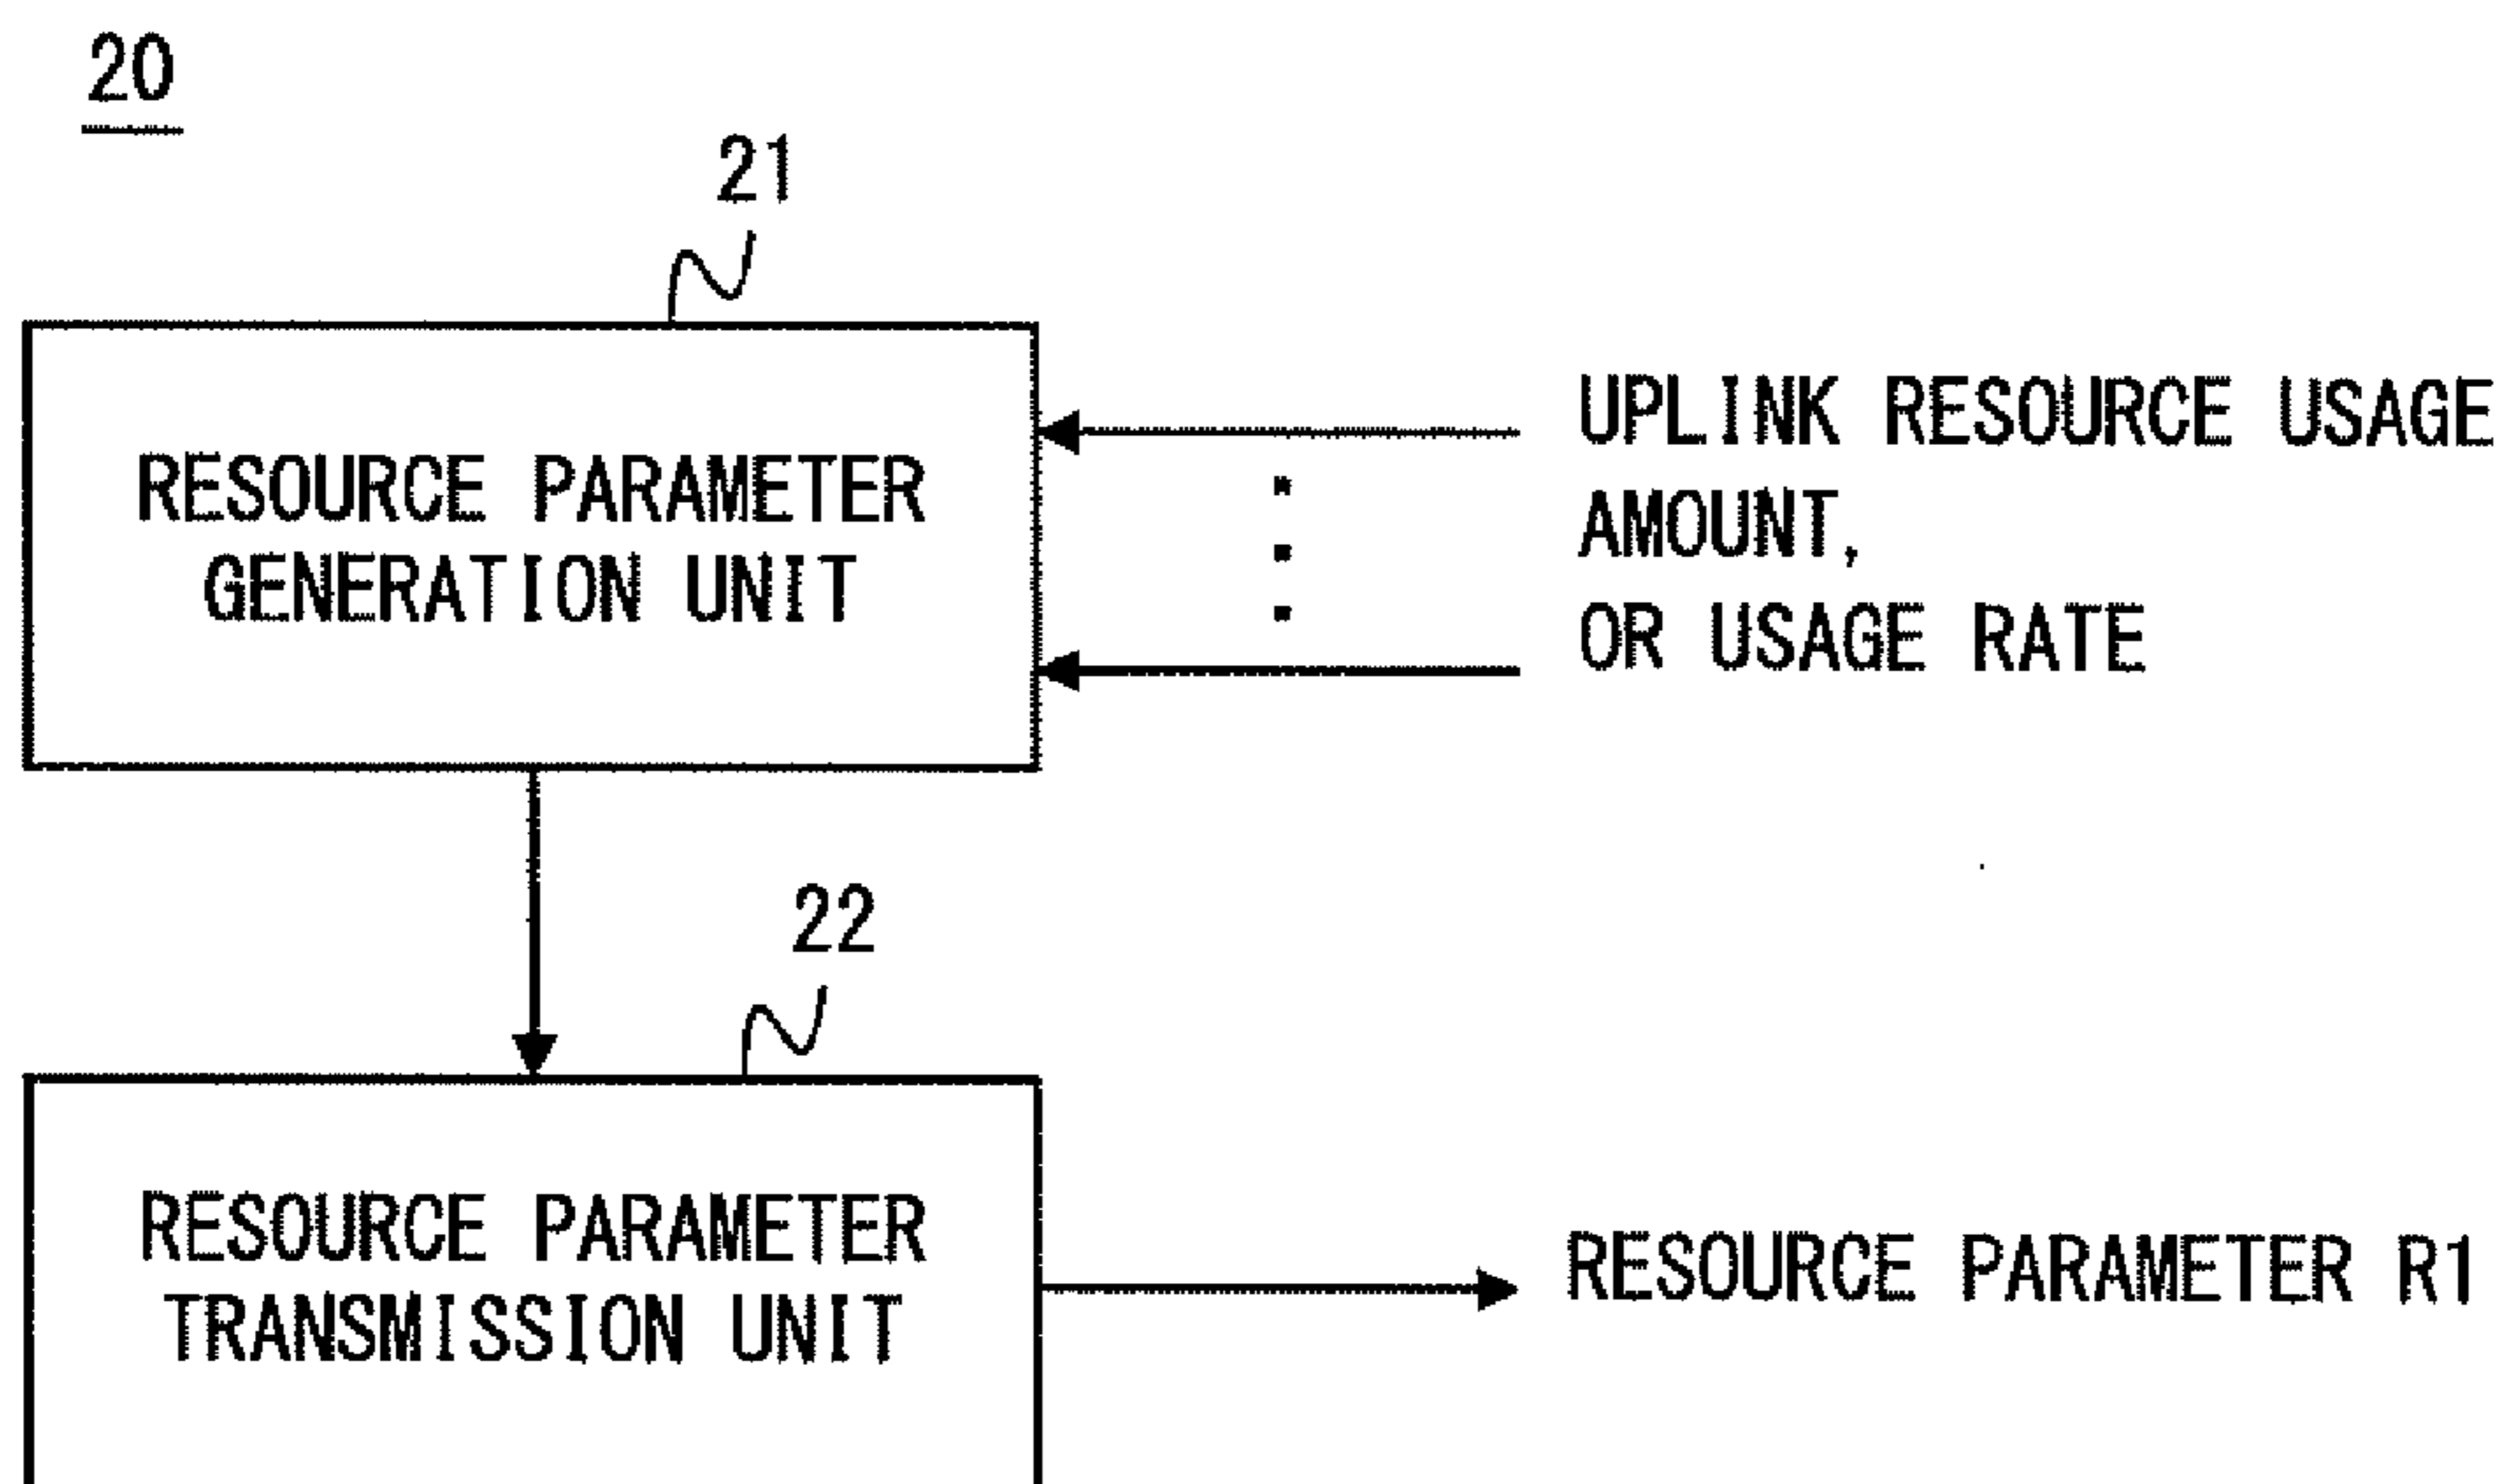 20
21
RESOURCE PARAMETER
GENERATION UNIT
UPLINK RESOURCE USAGE
AMOUNT,
OR USAGE RATE
22
RESOURCE PARAMETER
TRANSMISSION UNIT
RESOURCE PARAMETER R1